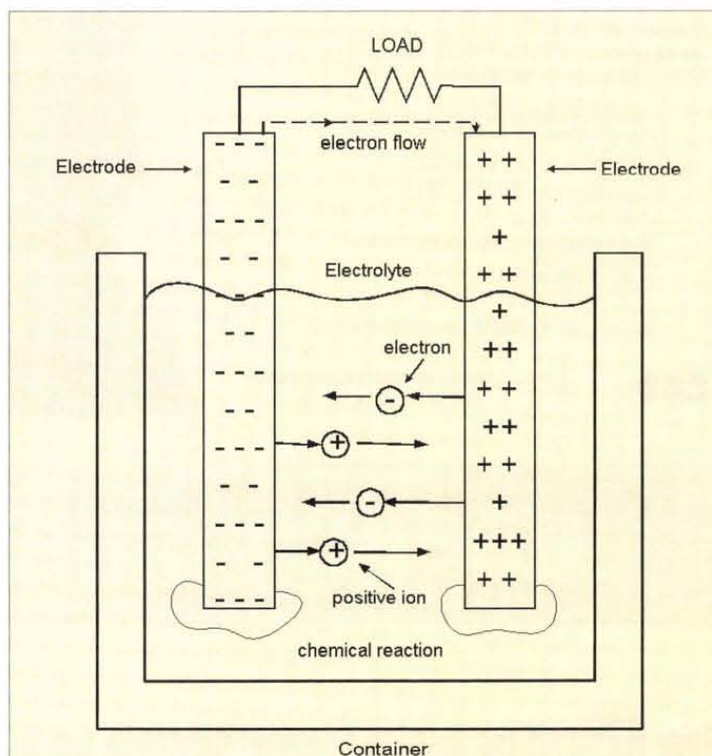 LOAD
electron flow
Electrode
Electrode
Electrolyte
electron
positive ion
chemical reaction
Container